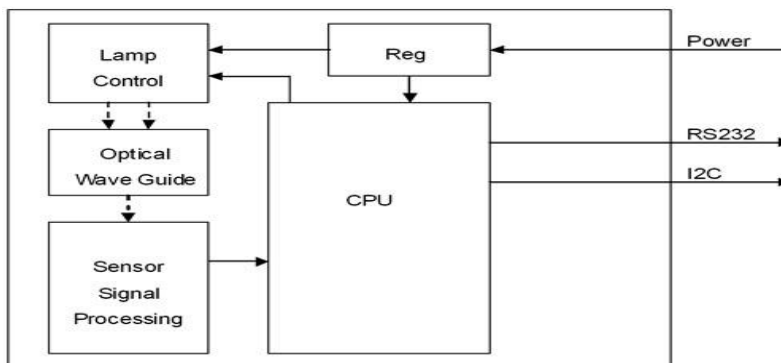 Lamp
Control
Reg
Power
Optical
Wave Guide
CPU
RS232
I2C
Sensor
Signal
Processing